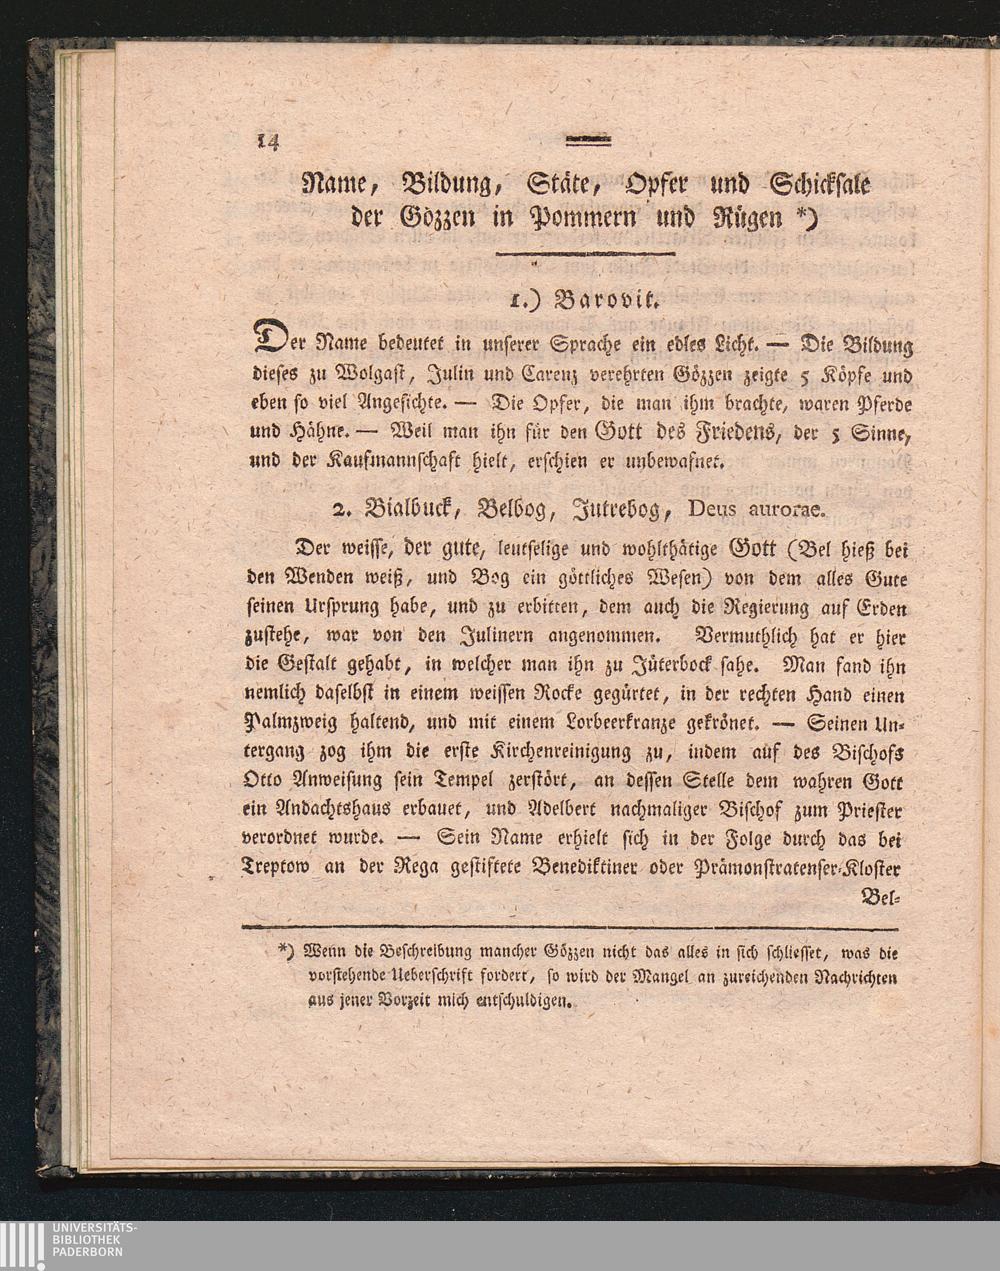 14
Name, Bildung, Stäte, Opfer und Schicksale
der Gözzen in Pommern und Rügen *)
1.) Barovit.
Der Name bedeutet in unserer Sprache ein edles Licht. — Die Bildung
dieses zu Wolgast, Julin und Carenz verehrten Gözzen zeigte 5 Köpfe und
eben so viel Angesichte. — Die Opfer, die man ihm brachte, waren Pferde
und Hähne. — Weil man ihn für den Gott des Friedens, der 5 Sinne,
und der Kaufmannschaft hielt, erschien er unbewafnet.
2. Bialbuck, Belbog, Jutrebog, Deus aurorae.
Der weisse, der gute, leutselige und wohlthätige Gott (Bel hieß bei
den Wenden weiß, und Bog ein göttliches Wesen) von dem alles Gute
seinen Ursprung habe, und zu erbitten, dem auch die Regierung auf Erden
zustehe, war von den Julinern angenommen. Vermuthlich hat er hier
die Gestalt gehabt, in welcher man ihn zu Jüterbock sahe. Man fand ihn
nemlich daselbst in einem weissen Rocke gegürtet, in der rechten Hand einen
Palmzweig haltend, und mit einem Lorbeerkranze gekrönet. — Seinen Un-
tergang zog ihm die erste Kirchenreinigung zu, indem auf des Bischofs
Otto Anweisung sein Tempel zerstört, an dessen Stelle dem wahren Gott
ein Andachtshaus erbauet, und Adelbert nachmaliger Bischof zum Priester
verordnet wurde. — Sein Name erhielt sich in der Folge durch das bei
Treptow an der Rega gestiftete Benediktiner oder Prämonstratenser-Kloster
Bel-
*) Wenn die Beschreibung mancher Gözzen nicht das alles in sich schliesset, was die
vorstehende Ueberschrift fordert, so wird der Mangel an zureichenden Nachrichten
aus jener Vorzeit mich entschuldigen.
UNIVERSITÄTS-
BIBLIOTHEK
PADERBORN